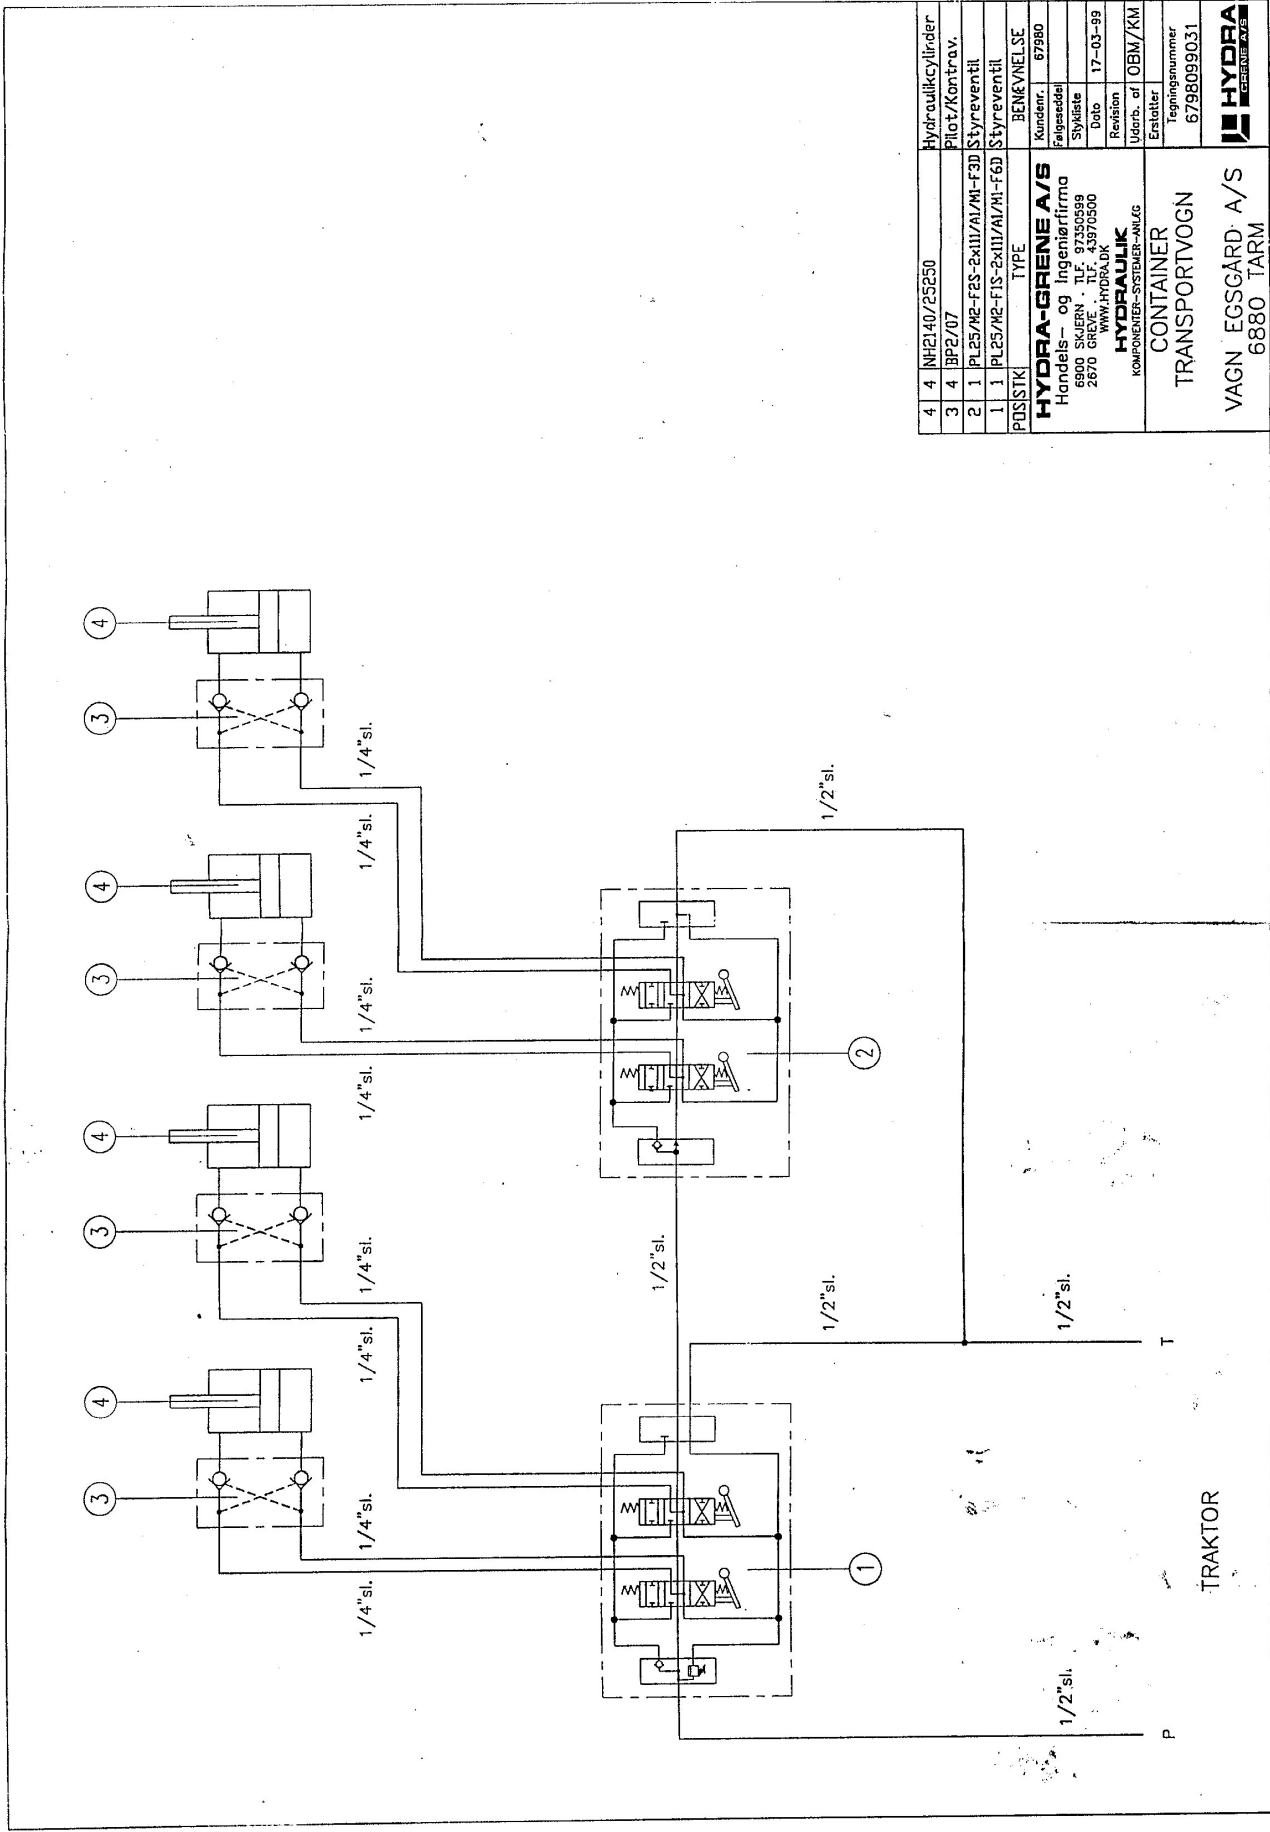 4
4
4
4
3
3
3
3
1/4"sl.
1/4"sl.
1/4"sl.
1/4"sl.
1/4"sl.
1/4"sl.
1/4"sl.
1/4"sl.
1
2
1/2"sl.
1/2"sl.
1/2"sl.
1/2"sl.
1/2"sl.
P
T
TRAKTOR
4 4 NH2140/25250 Hydraulikcylinder
3 4 BP2/07 Pilot/Kontrav.
2 1 PL25/M2-F2S-2x111/A1/M1-F3D Styreventil
1 1 PL25/M2-F1S-2x111/A1/M1-F6D Styreventil
POS STK TYPE BENÆVNELSE
HYDRA-GRENE A/S
Handels- og Ingeniørfirma
6900 SKJERN . TLF. 97350599
2670 GREVE . TLF. 43970500
WWW.HYDRA.DK
HYDRAULIK
KOMPONENTER-SYSTEMER-ANLÆG
Kundenr. 67980
Følgeseddel
Stykliste
Dato 17-03-99
Revision
Udarb. af OBM/KM
Erstatter
CONTAINER
TRANSPORTVOGN
Tegningsnummer
6798099031
VAGN EGSGÅRD A/S
6880 TARM
HYDRA
GRENE A/S